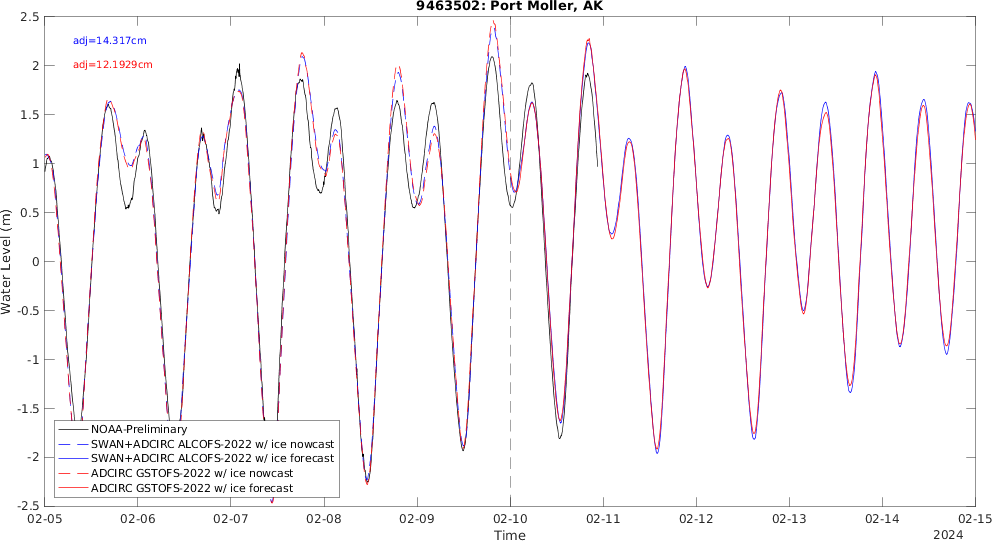 9463502: Port Moller, AK
adj=14.317cm
adj=12.1929cm
Water Level (m)
2.5
2
1.5
1
0.5
0
-0.5
-1
-1.5
-2
-2.5
NOAA-Preliminary
SWAN+ADCIRC ALCOFS-2022 w/ ice nowcast
SWAN+ADCIRC ALCOFS-2022 w/ ice forecast
ADCIRC GSTOFS-2022 w/ ice nowcast
ADCIRC GSTOFS-2022 w/ ice forecast
02-05 02-06 02-07 02-08 02-09 02-10 02-11 02-12 02-13 02-14 02-15
Time
2024